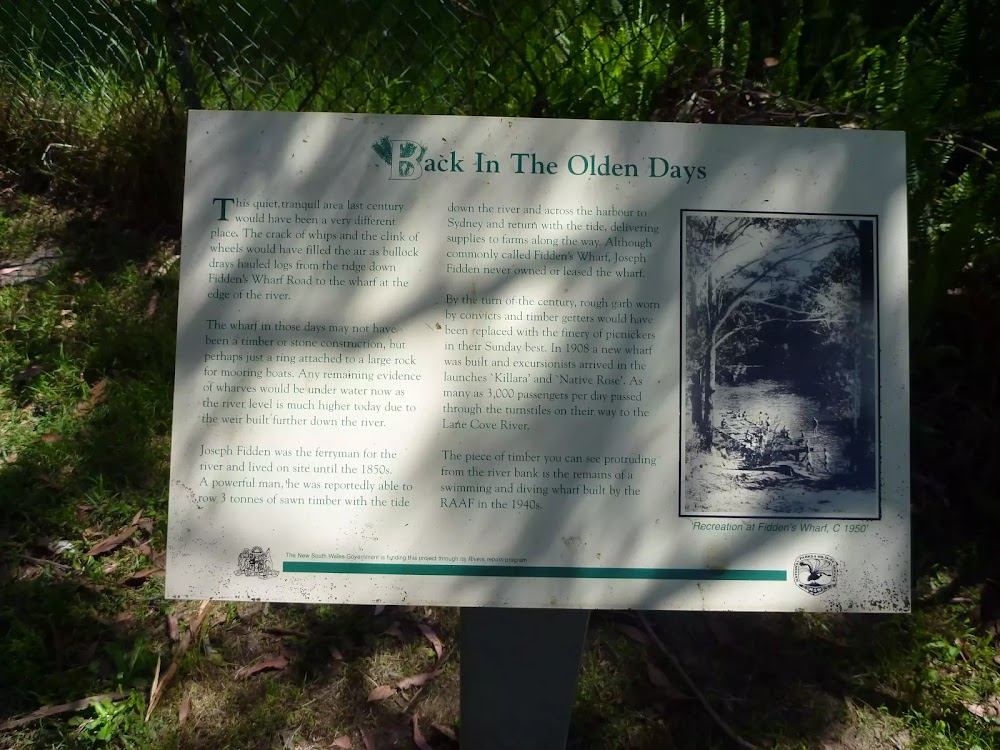 Back In The Olden Days
This quiet, tranquil area last century
would have been a very different
place. The crack of whips and the clink of
wheels would have filled the air as bullock
drays hauled logs from the ridge down
Fidden's Wharf Road to the wharf at the
edge of the river.
The wharf in those days may not have
been a timber or stone construction, but
perhaps just a ring attached to a large rock
for mooring boats. Any remaining evidence
of wharves would be under water now as
the river level is much higher today due to
the weir built further down the river.
Joseph Fidden was the ferryman for the
river and lived on site until the 1850s.
A powerful man, he was reportedly able to
row 3 tonnes of sawn timber with the tide
down the river and across the harbour to
Sydney and return with the tide, delivering
supplies to farms along the way. Although
commonly called Fidden's Wharf, Joseph
Fidden never owned or leased the wharf.
By the turn of the century, rough garb worn
by convicts and timber getters would have
been replaced with the finery of picnickers
in their Sunday best. In 1908 a new wharf
was built and excursionists arrived in the
launches `Killara' and `Native Rose'. As
many as 3,000 passengers per day passed
through the turnstiles on their way to the
Lane Cove River.
The piece of timber you can see protruding
from the river bank is the remains of a
swimming and diving wharf built by the
RAAF in the 1940s.
'Recreation at Fidden's Wharf, C 1950'
The New South Wales Government is funding this project through its Rivers reform program